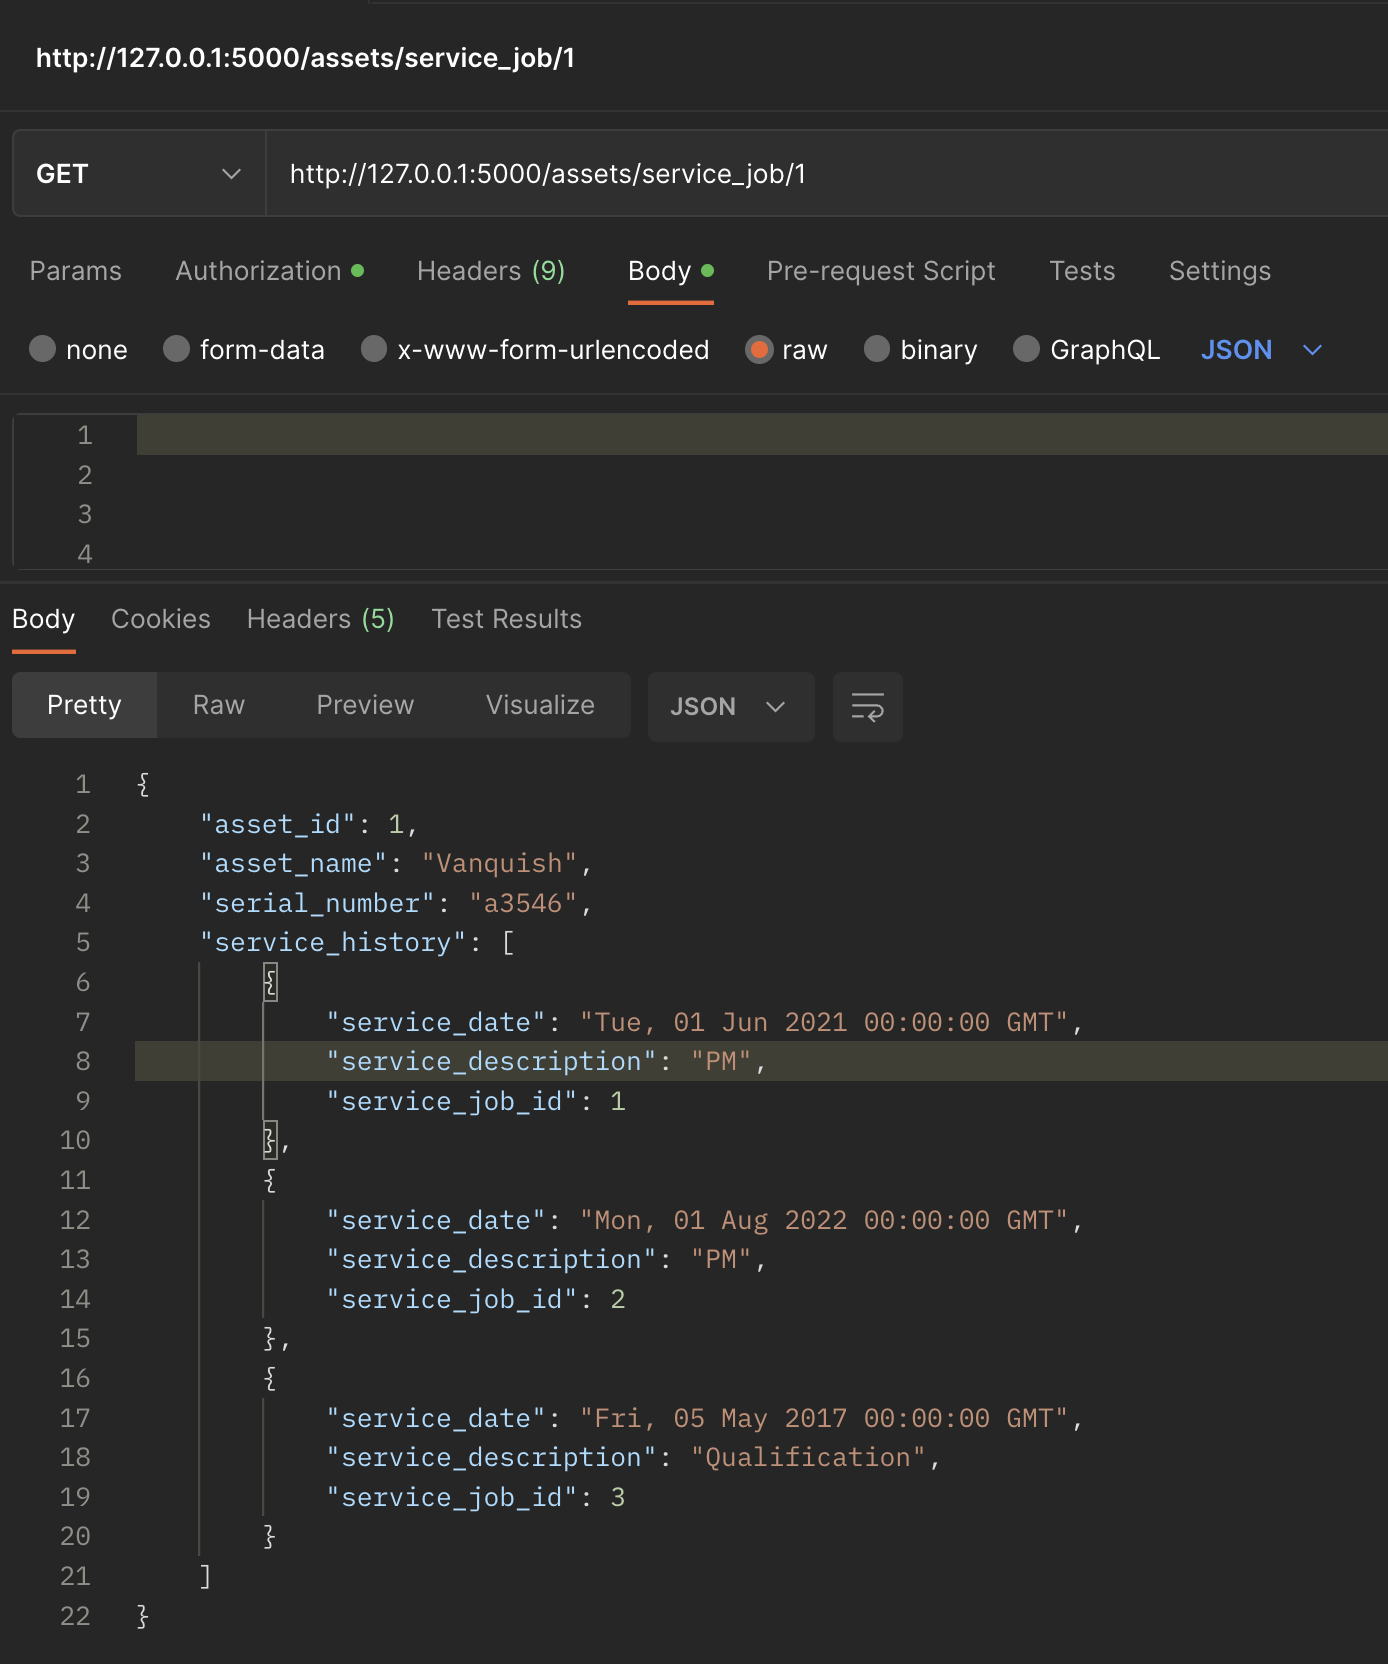 http://127.0.0.1:5000/assets/service_job/1
GET http://127.0.0.1:5000/assets/service_job/1
Params Authorization Headers (9) Body Pre-request Script Tests Settings
none form-data x-www-form-urlencoded raw binary GraphQL JSON
1
2
3
4
Body Cookies Headers (5) Test Results
Pretty Raw Preview Visualize JSON
1 {
2 "asset_id": 1,
3 "asset_name": "Vanquish",
4 "serial_number": "a3546",
5 "service_history": [
6 {
7 "service_date": "Tue, 01 Jun 2021 00:00:00 GMT",
8 "service_description": "PM",
9 "service_job_id": 1
10 },
11 {
12 "service_date": "Mon, 01 Aug 2022 00:00:00 GMT",
13 "service_description": "PM",
14 "service_job_id": 2
15 },
16 {
17 "service_date": "Fri, 05 May 2017 00:00:00 GMT",
18 "service_description": "Qualification",
19 "service_job_id": 3
20 }
21 ]
22 }